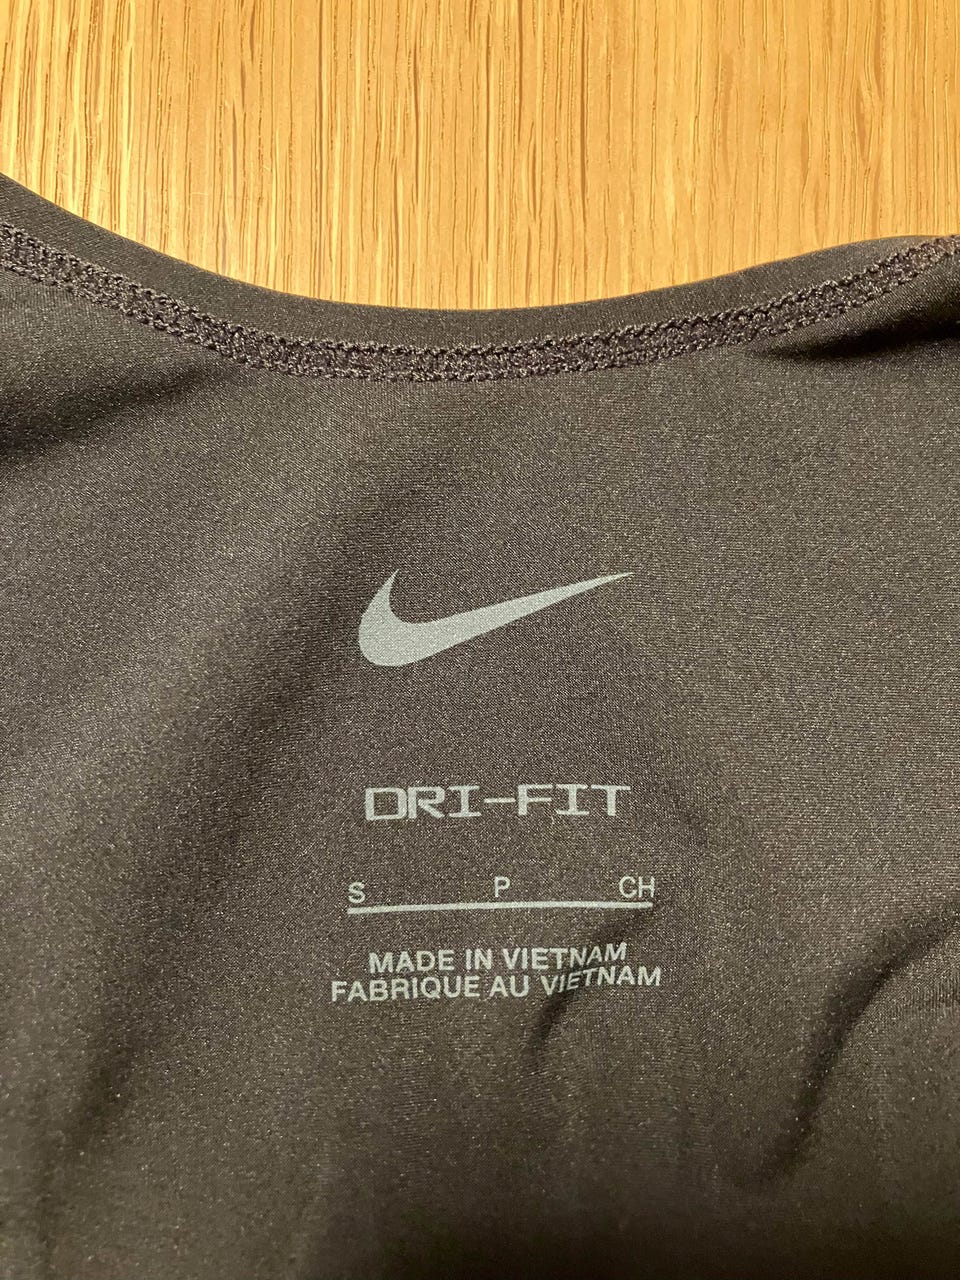 DRI-FIT
S P CH
MADE IN VIETNAM
FABRIQUE AU VIETNAM